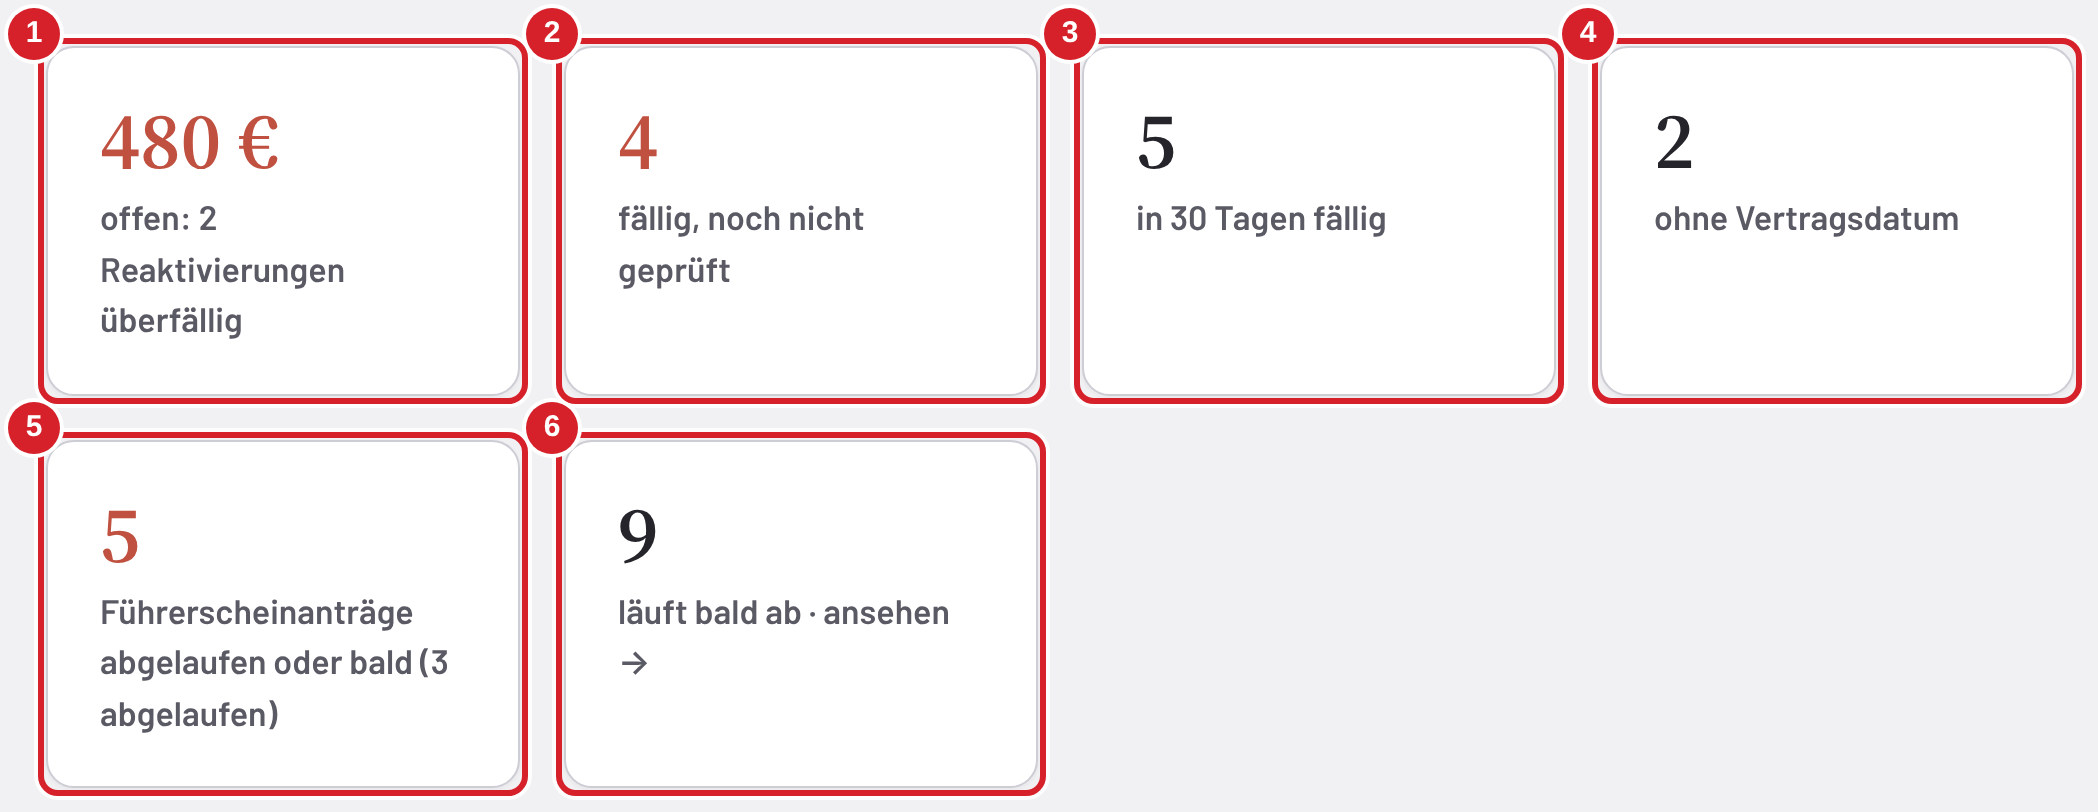 1
480 €
offen: 2
Reaktivierungen
überfällig
2
4
fällig, noch nicht
geprüft
3
5
in 30 Tagen fällig
4
2
ohne Vertragsdatum
5
5
Führerscheinanträge
abgelaufen oder bald (3
abgelaufen)
6
9
läuft bald ab · ansehen
→